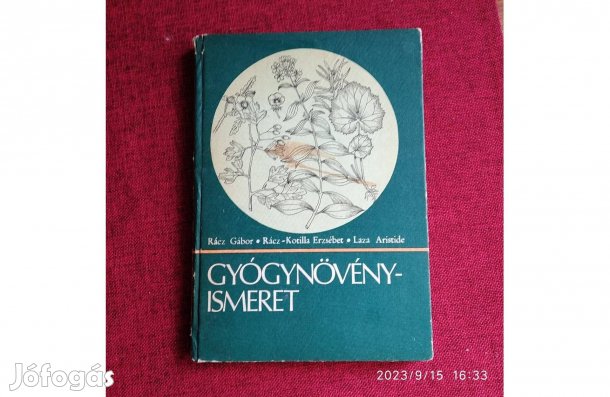 Rácz Gábor • Rácz-Kotilla Erzsébet • Laza Aristide
GYÓGYNÖVÉNY-
ISMERET
Jófogás
2023/9/15 16:33